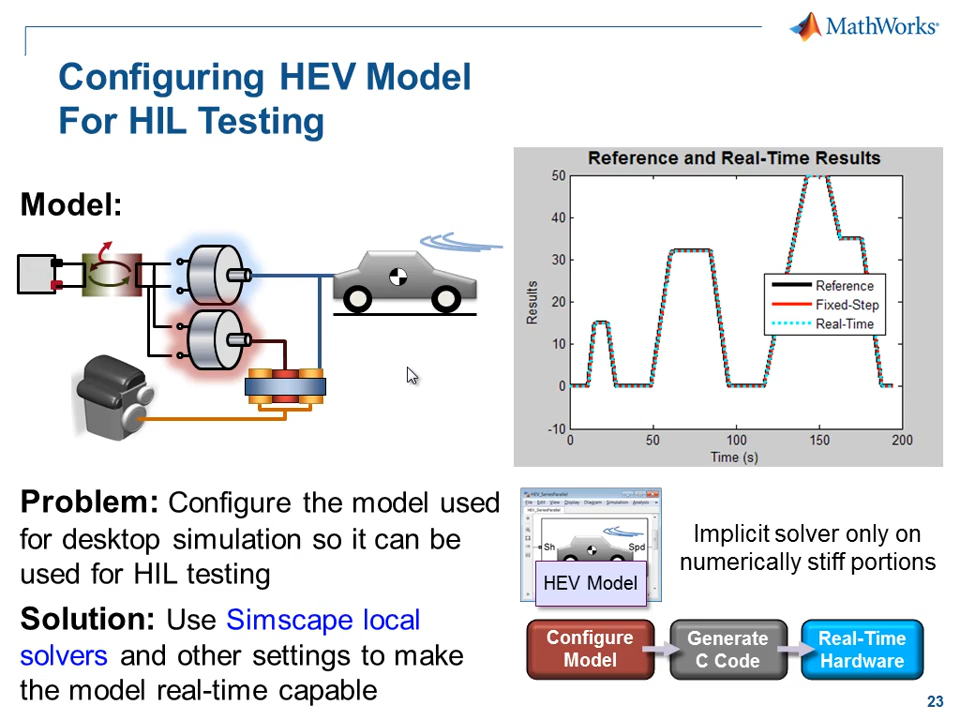 MathWorks®
Configuring HEV Model
For HIL Testing
Model:
Reference and Real-Time Results
50
40
30
20
10
0
-10
Results
0 50 100 150 200
Time (s)
Reference
Fixed-Step
Real-Time
Problem: Configure the model used
for desktop simulation so it can be
used for HIL testing
Solution: Use Simscape local
solvers and other settings to make
the model real-time capable
HEV_SeriesParallel
File Edit View Display Diagram Simulation Analysis
HEV_SeriesParallel
Sh Spd
HEV Model
Implicit solver only on
numerically stiff portions
Configure
Model
Generate
C Code
Real-Time
Hardware
23